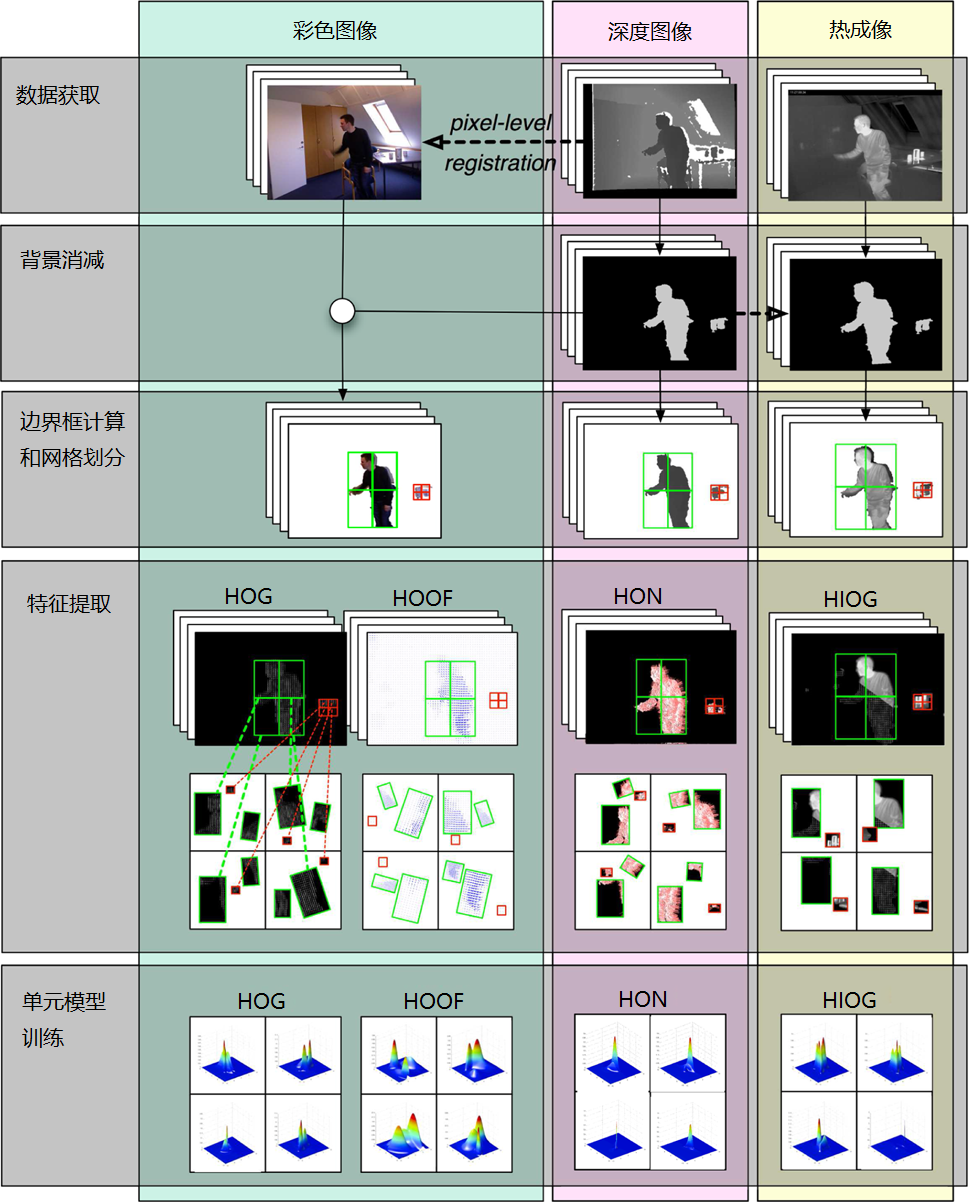 彩色图像
深度图像
热成像
数据获取
pixel-level
registration
背景消减
边界框计算
和网格划分
特征提取
HOG
HOOF
HON
HIOG
单元模型
训练
HOG
HOOF
HON
HIOG